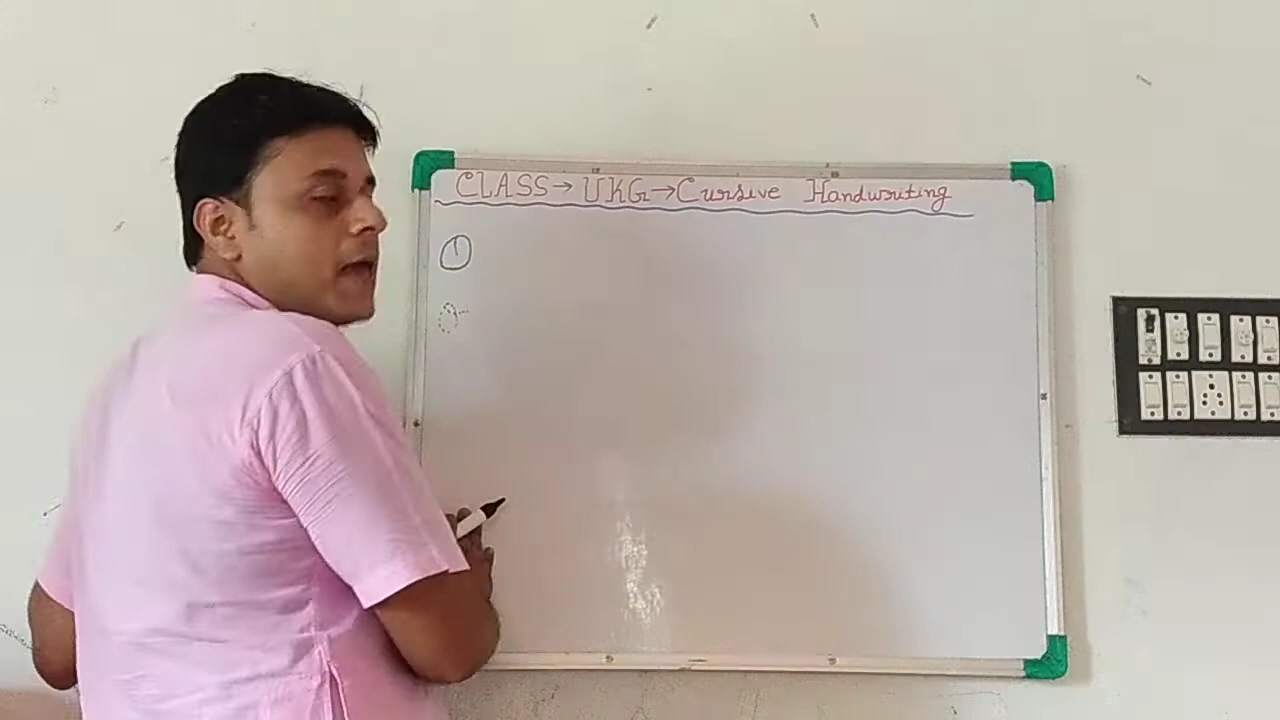 CLASS → UKG → Cursive Handwriting
①